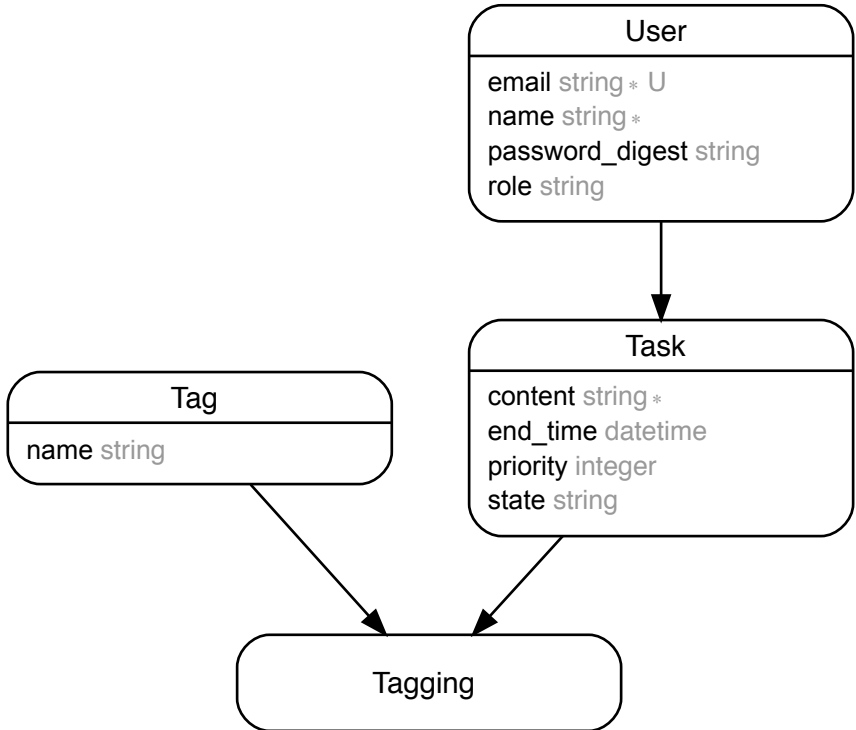 User
email string ∗ U
name string ∗
password_digest string
role string
Task
content string ∗
end_time datetime
priority integer
state string
Tag
name string
Tagging